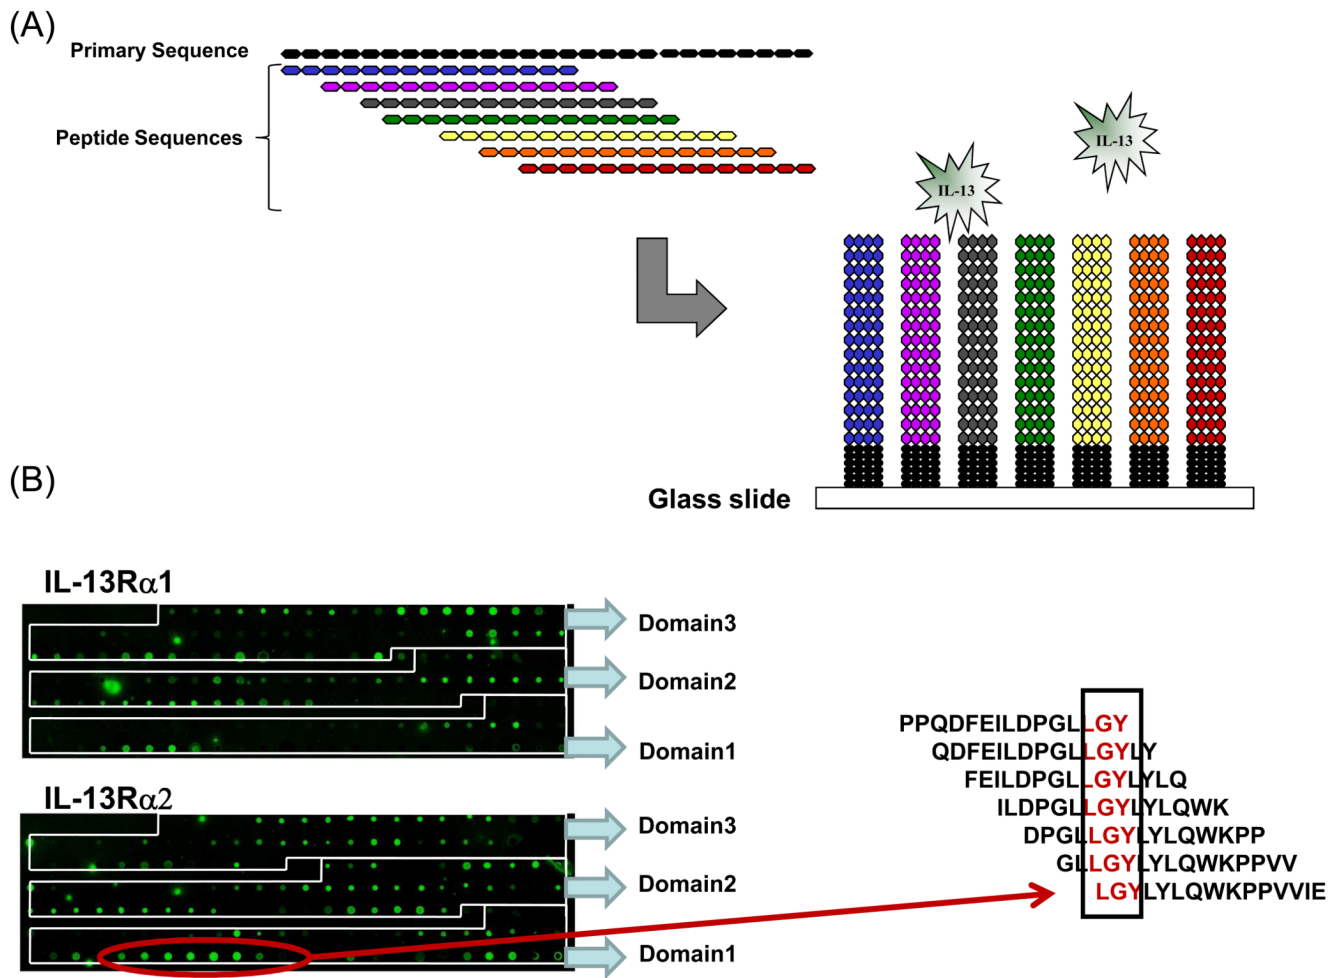 (A)
Primary Sequence
Peptide Sequences
IL-13
IL-13
Glass slide
(B)
IL-13Rα1
Domain3
Domain2
Domain1
IL-13Rα2
Domain3
Domain2
Domain1
PPQDFEILDPGLLGY
QDFEILDPGLLGYLY
FEILDPGLLGYLYLQ
ILDPGLLGYLYLQWK
DPGLLGYLYLQWKPP
GLLGYLYLQWKPPVV
LGYLYLQWKPPVVIE